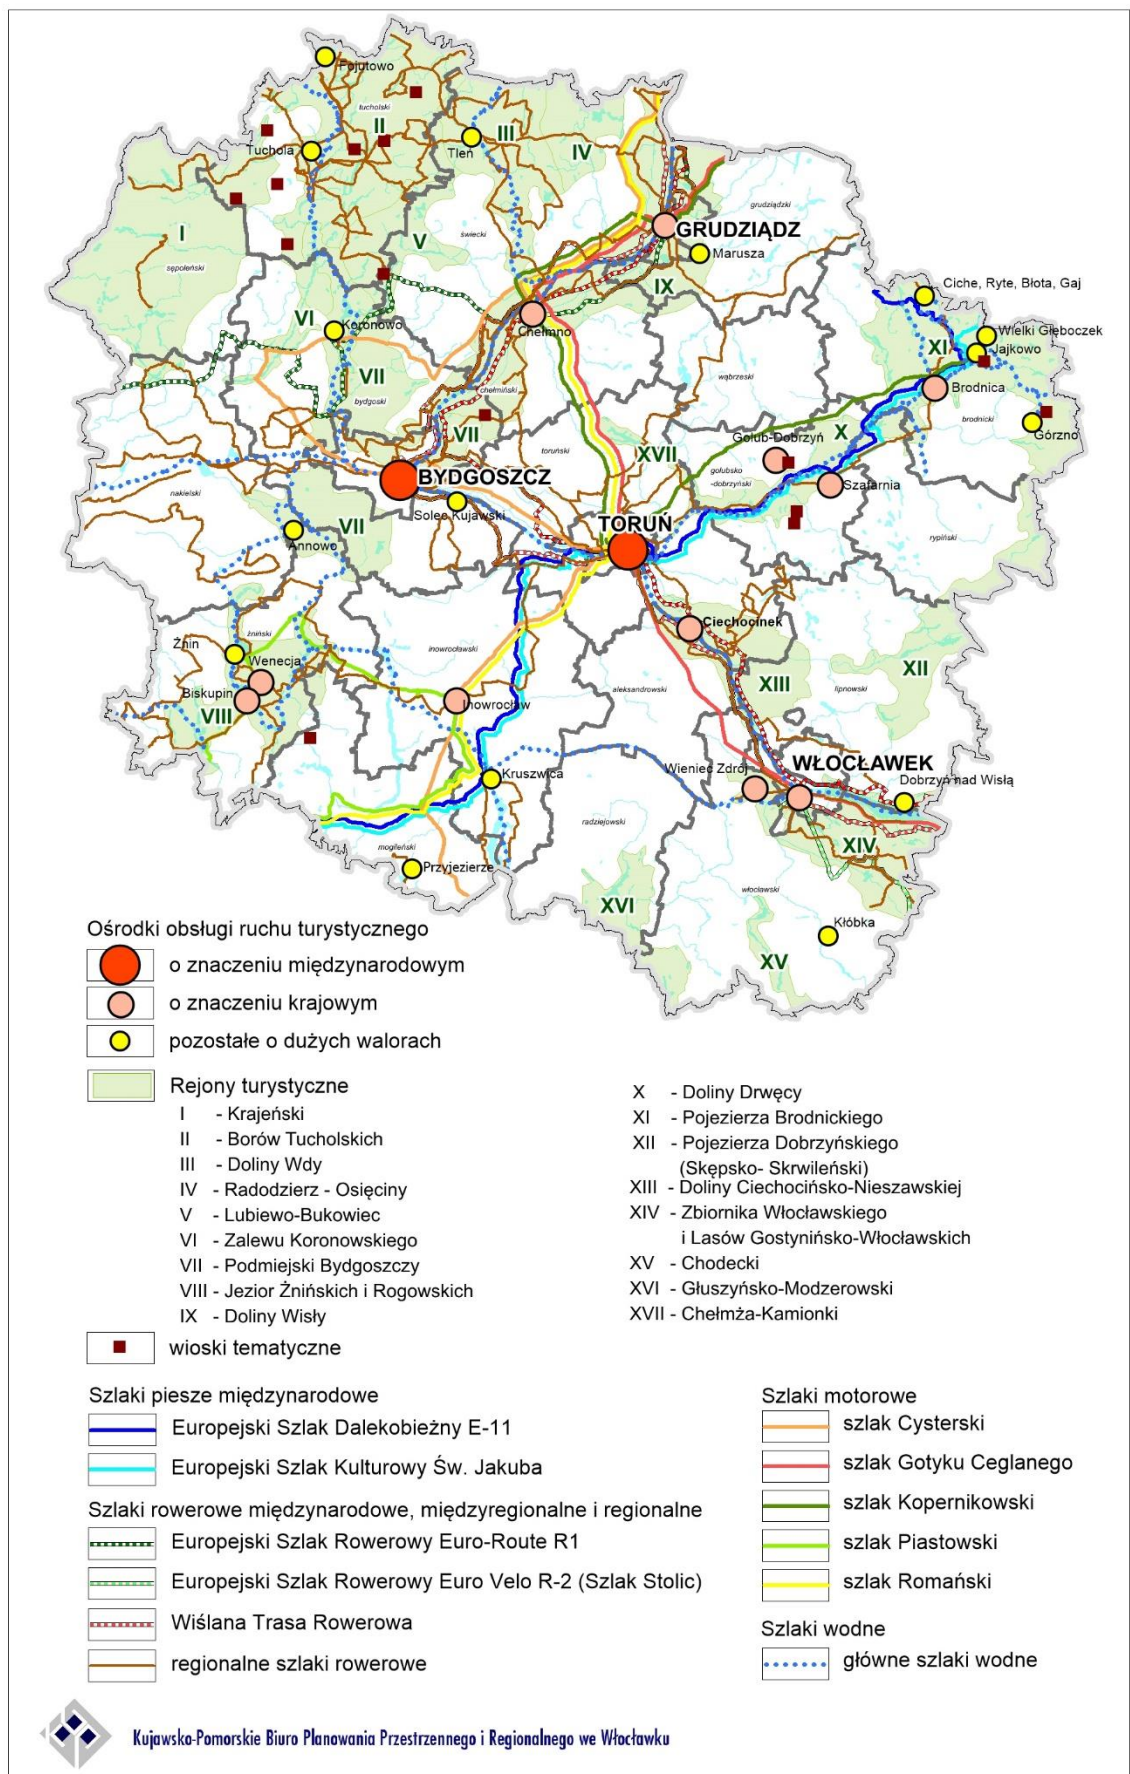 Fojutowo
tucholski
II
III
Tuchola
Tleń
IV
I
sępoleński
V
świecki
GRUDZIĄDZ
grudziądzki
Marusza
IX
Ciche, Ryte, Błota, Gaj
VI
Koronowo
Chełmno
Wielki Głęboczek
XI
Jajkowo
VII
bydgoski
chełmiński
wąbrzeski
Brodnica
brodnicki
VII
toruński
XVII
Golub-Dobrzyń
X
Górzno
BYDGOSZCZ
golubsko
-dobrzyński
Szafarnia
nakielski
Solec Kujawski
TORUŃ
VII
Annowo
rypiński
Żnin
żniński
Ciechocinek
Wenecja
inowrocławski
XII
Biskupin
aleksandrowski
XIII
lipnowski
VIII
Inowrocław
Kruszwica
Wieniec Zdrój
WŁOCŁAWEK
Dobrzyń nad Wisłą
radziejowski
XIV
mogileński
Przyjezierze
włocławski
XVI
Kłóbka
XV
Ośrodki obsługi ruchu turystycznego
o znaczeniu międzynarodowym
o znaczeniu krajowym
pozostałe o dużych walorach
Rejony turystyczne
I - Krajeński
II - Borów Tucholskich
III - Doliny Wdy
IV - Radodzierz - Osięciny
V - Lubiewo-Bukowiec
VI - Zalewu Koronowskiego
VII - Podmiejski Bydgoszczy
VIII - Jezior Żnińskich i Rogowskich
IX - Doliny Wisły
X - Doliny Drwęcy
XI - Pojezierza Brodnickiego
XII - Pojezierza Dobrzyńskiego
(Skępsko- Skrwileński)
XIII - Doliny Ciechocińsko-Nieszawskiej
XIV - Zbiornika Włocławskiego
i Lasów Gostynińsko-Włocławskich
XV - Chodecki
XVI - Głuszyńsko-Modzerowski
XVII - Chełmża-Kamionki
wioski tematyczne
Szlaki piesze międzynarodowe
Europejski Szlak Dalekobieżny E-11
Europejski Szlak Kulturowy Św. Jakuba
Szlaki rowerowe międzynarodowe, międzyregionalne i regionalne
Europejski Szlak Rowerowy Euro-Route R1
Europejski Szlak Rowerowy Euro Velo R-2 (Szlak Stolic)
Wiślana Trasa Rowerowa
regionalne szlaki rowerowe
Szlaki motorowe
szlak Cysterski
szlak Gotyku Ceglanego
szlak Kopernikowski
szlak Piastowski
szlak Romański
Szlaki wodne
główne szlaki wodne
Kujawsko-Pomorskie Biuro Planowania Przestrzennego i Regionalnego we Włocławku